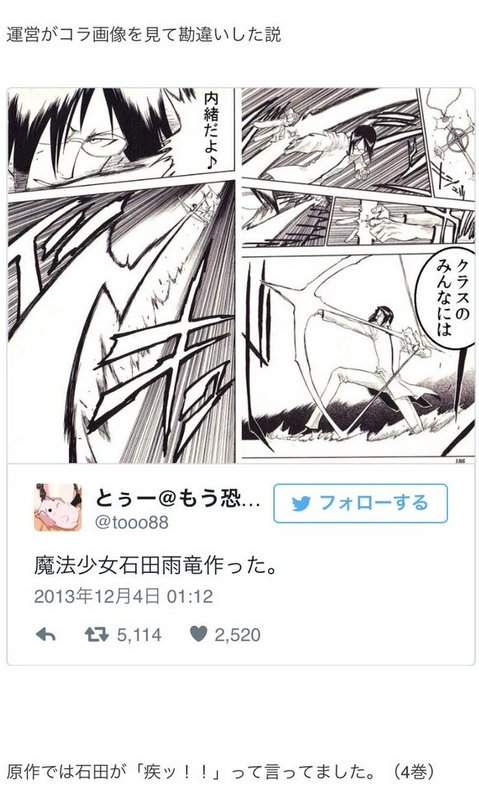 運営がコラ画像を見て勘違いした説
クラスの
みんなには
内緒だよ♪
186
とぅー@もう恐...
@tooo88
フォローする
魔法少女石田雨竜作った。
2013年12月4日 01:12
5,114 2,520
原作では石田が「疾ッ！！」って言ってました。（4巻）